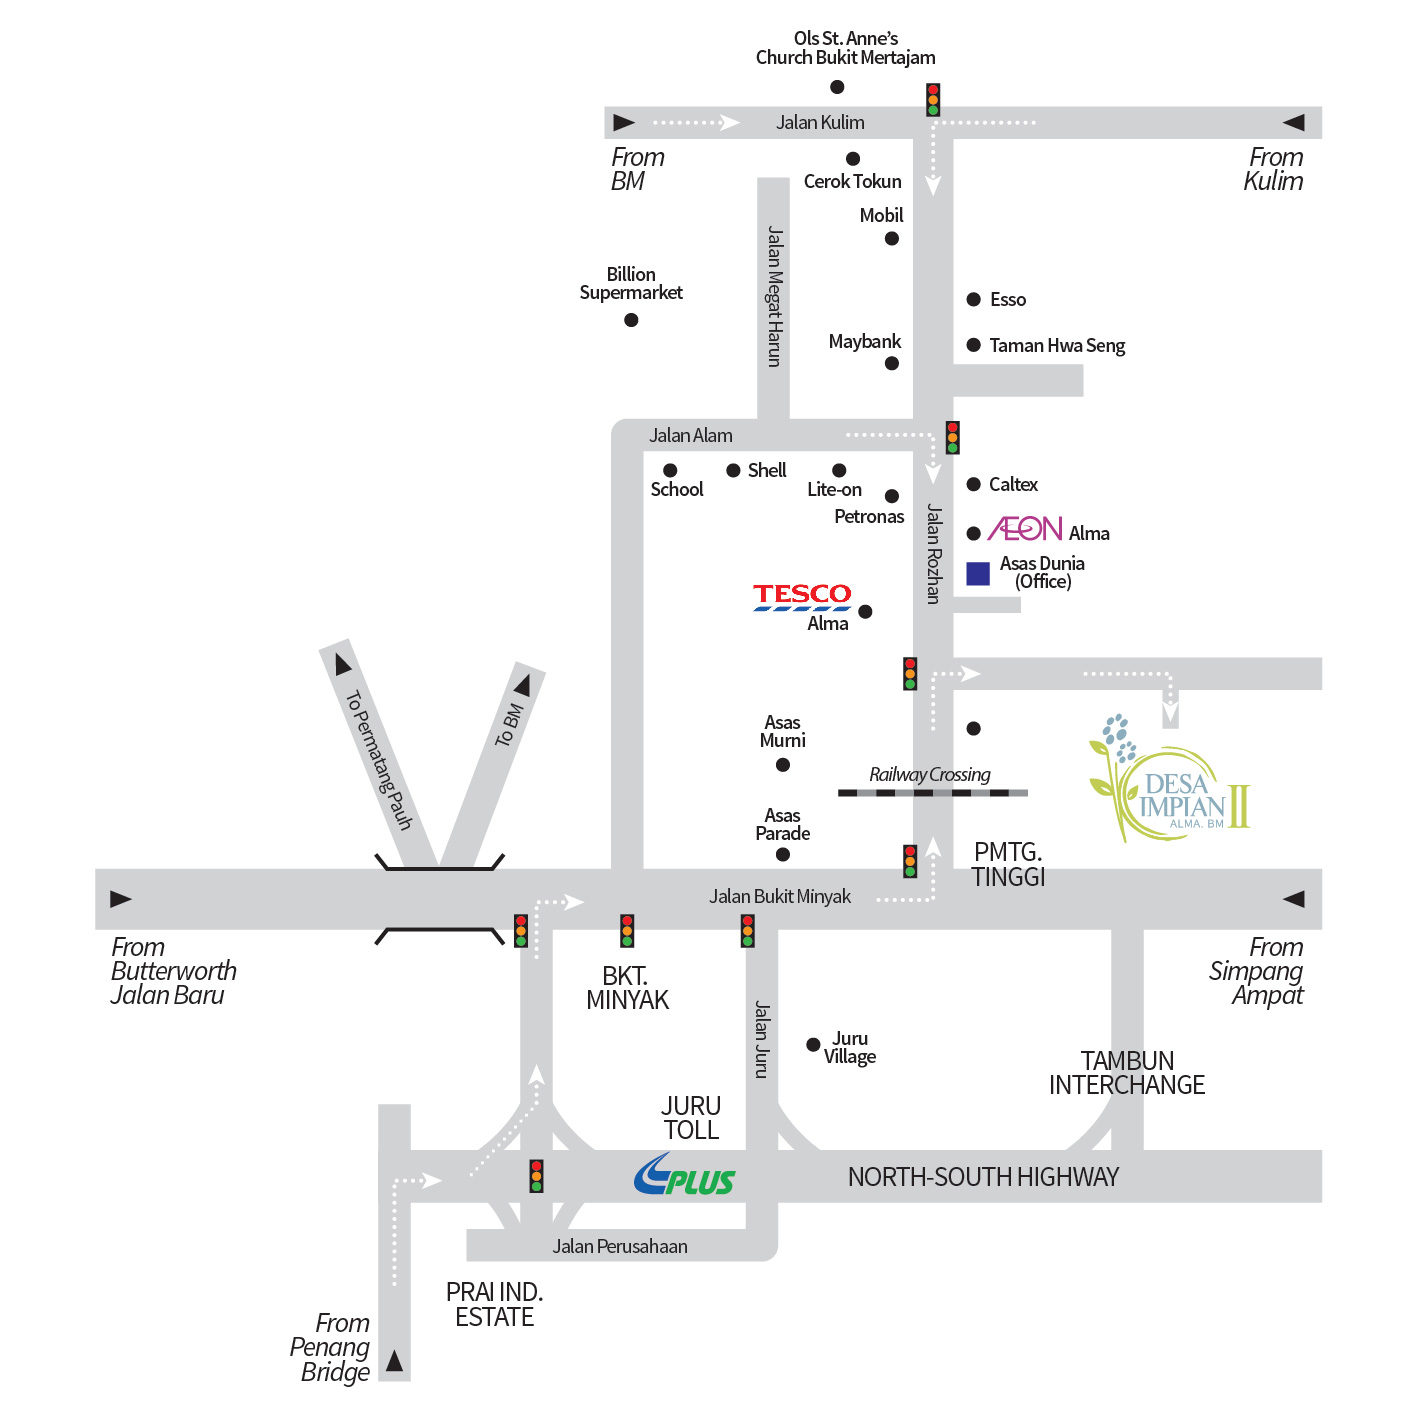 Ols St. Anne's
Church Bukit Mertajam
Jalan Kulim
From
BM
From
Kulim
Cerok Tokun
Mobil
Jalan Megat Harun
Billion
Supermarket
Esso
Maybank
Taman Hwa Seng
Jalan Alam
School
Shell
Lite-on
Petronas
Caltex
Jalan Rozhan
AEON Alma
Asas Dunia
(Office)
TESCO
Alma
To Permatang Pauh
To BM
Asas
Murni
Railway Crossing
DESA
IMPIAN II
ALMA. BM
Asas
Parade
PMTG.
TINGGI
Jalan Bukit Minyak
From
Butterworth
Jalan Baru
From
Simpang
Ampat
BKT.
MINYAK
Jalan Juru
Juru
Village
TAMBUN
INTERCHANGE
JURU
TOLL
PLUS
NORTH-SOUTH HIGHWAY
Jalan Perusahaan
PRAI IND.
ESTATE
From
Penang
Bridge